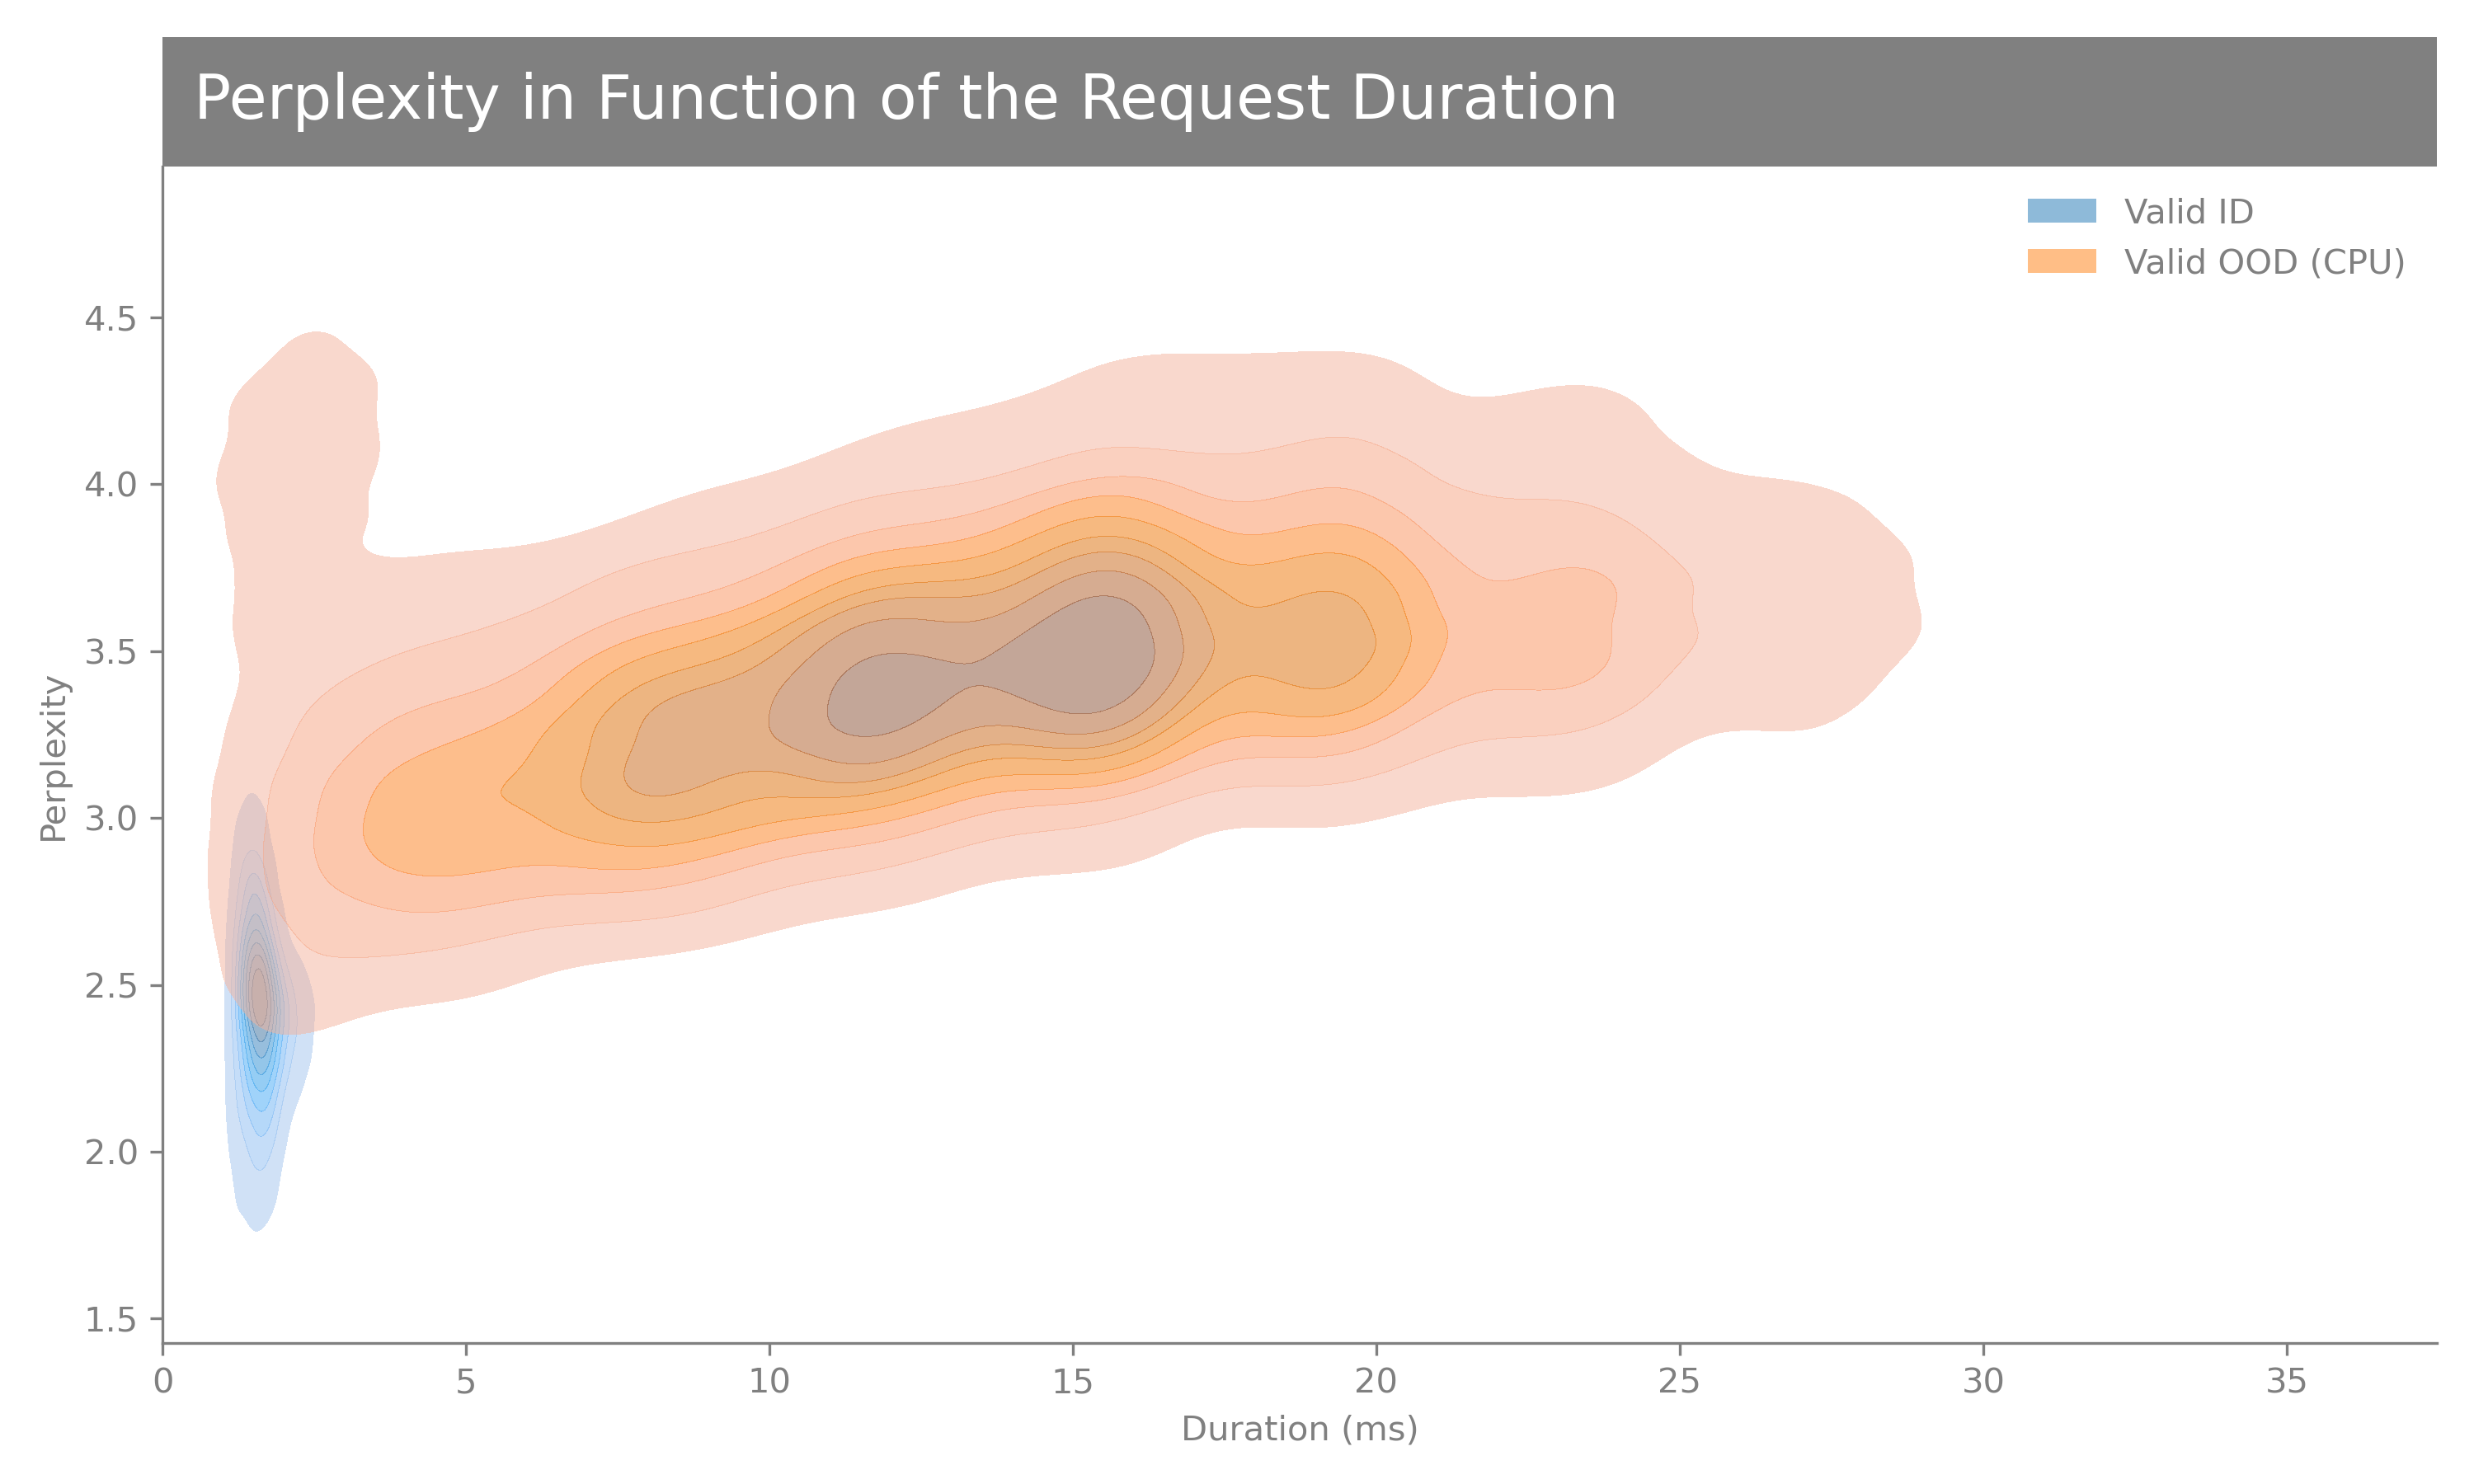 Perplexity in Function of the Request Duration
Valid ID
Valid OOD (CPU)
4.5
4.0
3.5
3.0
2.5
2.0
1.5
Perplexity
0 5 10 15 20 25 30 35
Duration (ms)